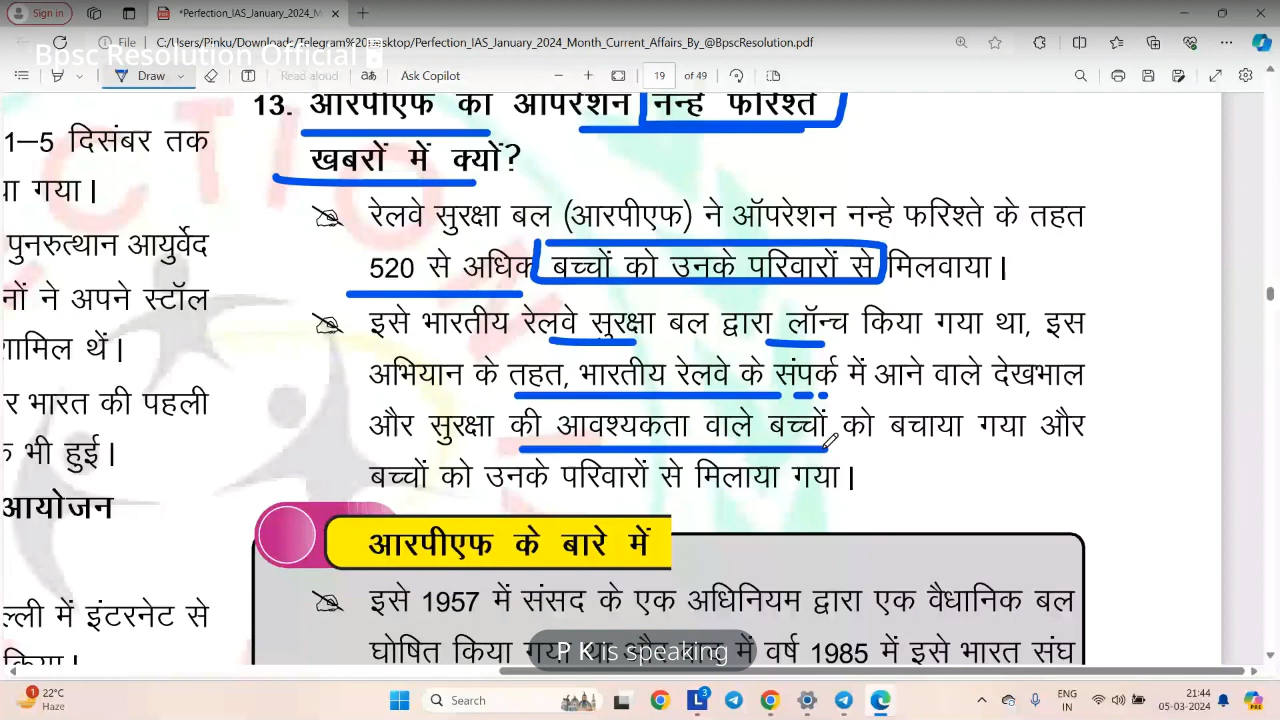 Sign in
*Perfection_IAS_January_2024_M
File
C:/Users/Pinku/Downloads/Telegram%20Desktop/Perfection_IAS_January_2024_Month_Current_Affairs_By_@BpscResolution.pdf
Bpsc Resolution Official
Draw
Read aloud
Ask Copilot
19 of 49
1–5 दिसंबर तक
या गया।
पुनरुत्थान आयुर्वेद
नों ने अपने स्टॉल
शामिल थें।
र भारत की पहली
भी हुई।
आयोजन
ल्ली में इंटरनेट से
किया।
13. आरपीएफ का ऑपरेशन नन्हे फरिश्ते
खबरों में क्यों?
रेलवे सुरक्षा बल (आरपीएफ) ने ऑपरेशन नन्हे फरिश्ते के तहत
520 से अधिक बच्चों को उनके परिवारों से मिलवाया।
इसे भारतीय रेलवे सुरक्षा बल द्वारा लॉन्च किया गया था, इस
अभियान के तहत, भारतीय रेलवे के संपर्क में आने वाले देखभाल
और सुरक्षा की आवश्यकता वाले बच्चों को बचाया गया और
बच्चों को उनके परिवारों से मिलाया गया।
आरपीएफ के बारे में
इसे 1957 में संसद के एक अधिनियम द्वारा एक वैधानिक बल
घोषित किया गया था और बाद में वर्ष 1985 में इसे भारत संघ
P K is speaking
22°C
Haze
Search
ENG
IN
21:44
05-03-2024